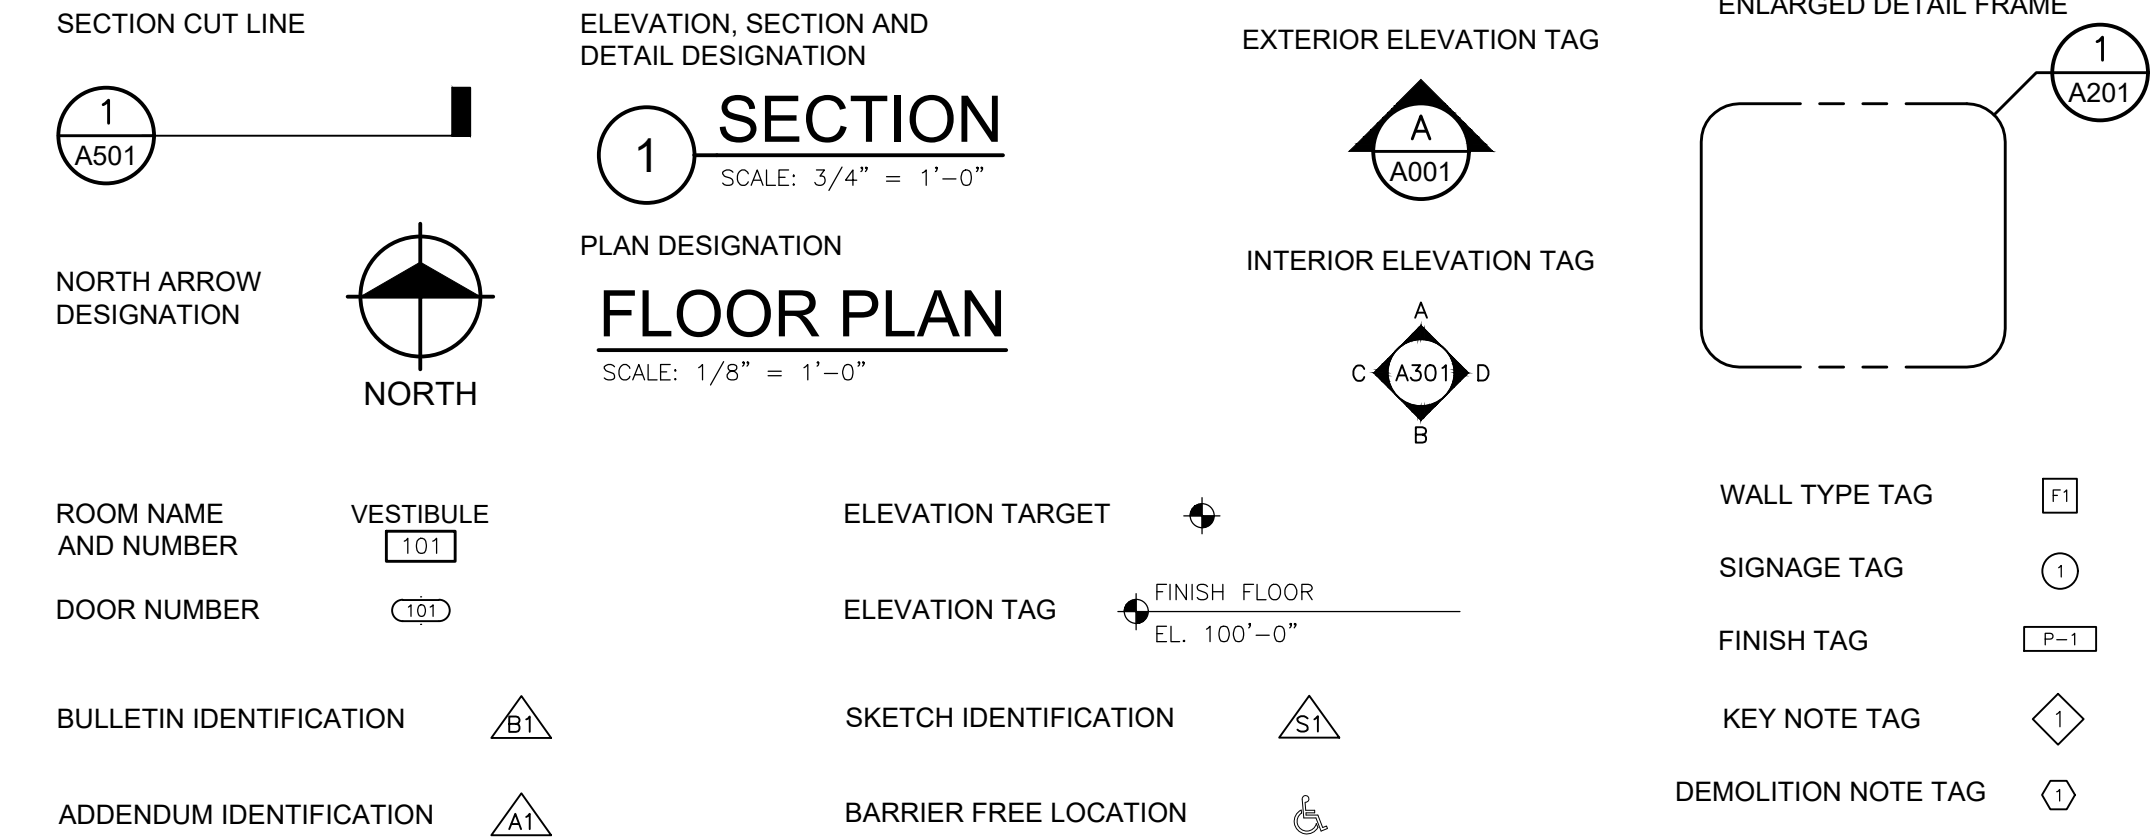 SECTION CUT LINE
1
A501
NORTH ARROW
DESIGNATION
NORTH
ELEVATION, SECTION AND
DETAIL DESIGNATION
1
SECTION
SCALE: 3/4" = 1'-0"
PLAN DESIGNATION
FLOOR PLAN
SCALE: 1/8" = 1'-0"
EXTERIOR ELEVATION TAG
A
A001
INTERIOR ELEVATION TAG
A
C A301 D
B
ENLARGED DETAIL FRAME
1
A201
ROOM NAME
AND NUMBER
VESTIBULE
101
DOOR NUMBER
101
BULLETIN IDENTIFICATION
B1
ADDENDUM IDENTIFICATION
A1
ELEVATION TARGET
ELEVATION TAG
FINISH FLOOR
EL. 100'-0"
SKETCH IDENTIFICATION
S1
BARRIER FREE LOCATION
WALL TYPE TAG
F1
SIGNAGE TAG
1
FINISH TAG
P-1
KEY NOTE TAG
1
DEMOLITION NOTE TAG
1